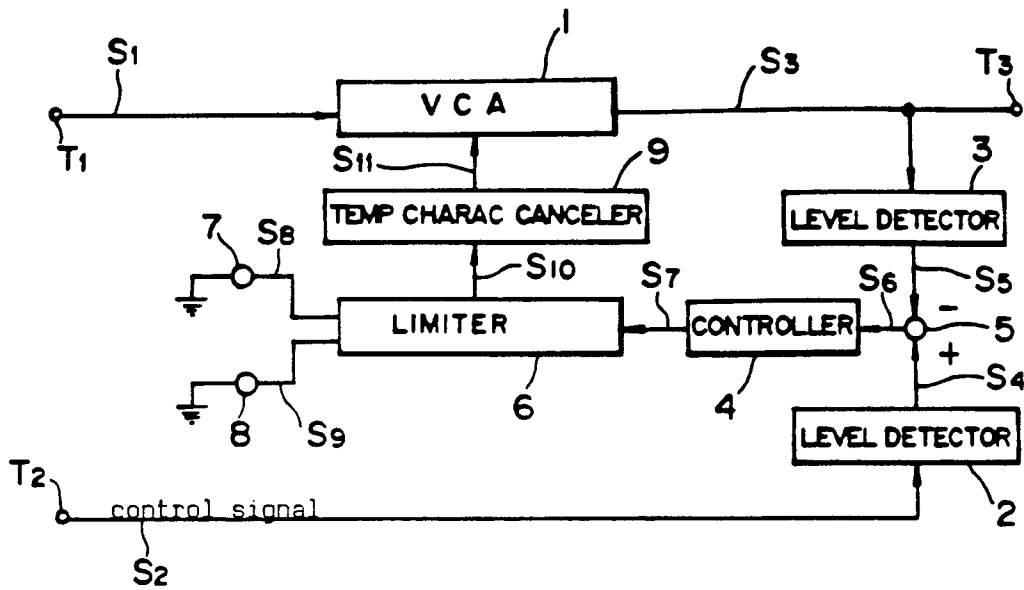 1
S1
S3
T3
VCA
T1
S11
9
3
TEMP CHARAC CANCELER
LEVEL DETECTOR
7
S8
S10
S7
S6
S5
−
LIMITER
CONTROLLER
5
+
S4
8
S9
6
4
LEVEL DETECTOR
T2
control signal
2
S2